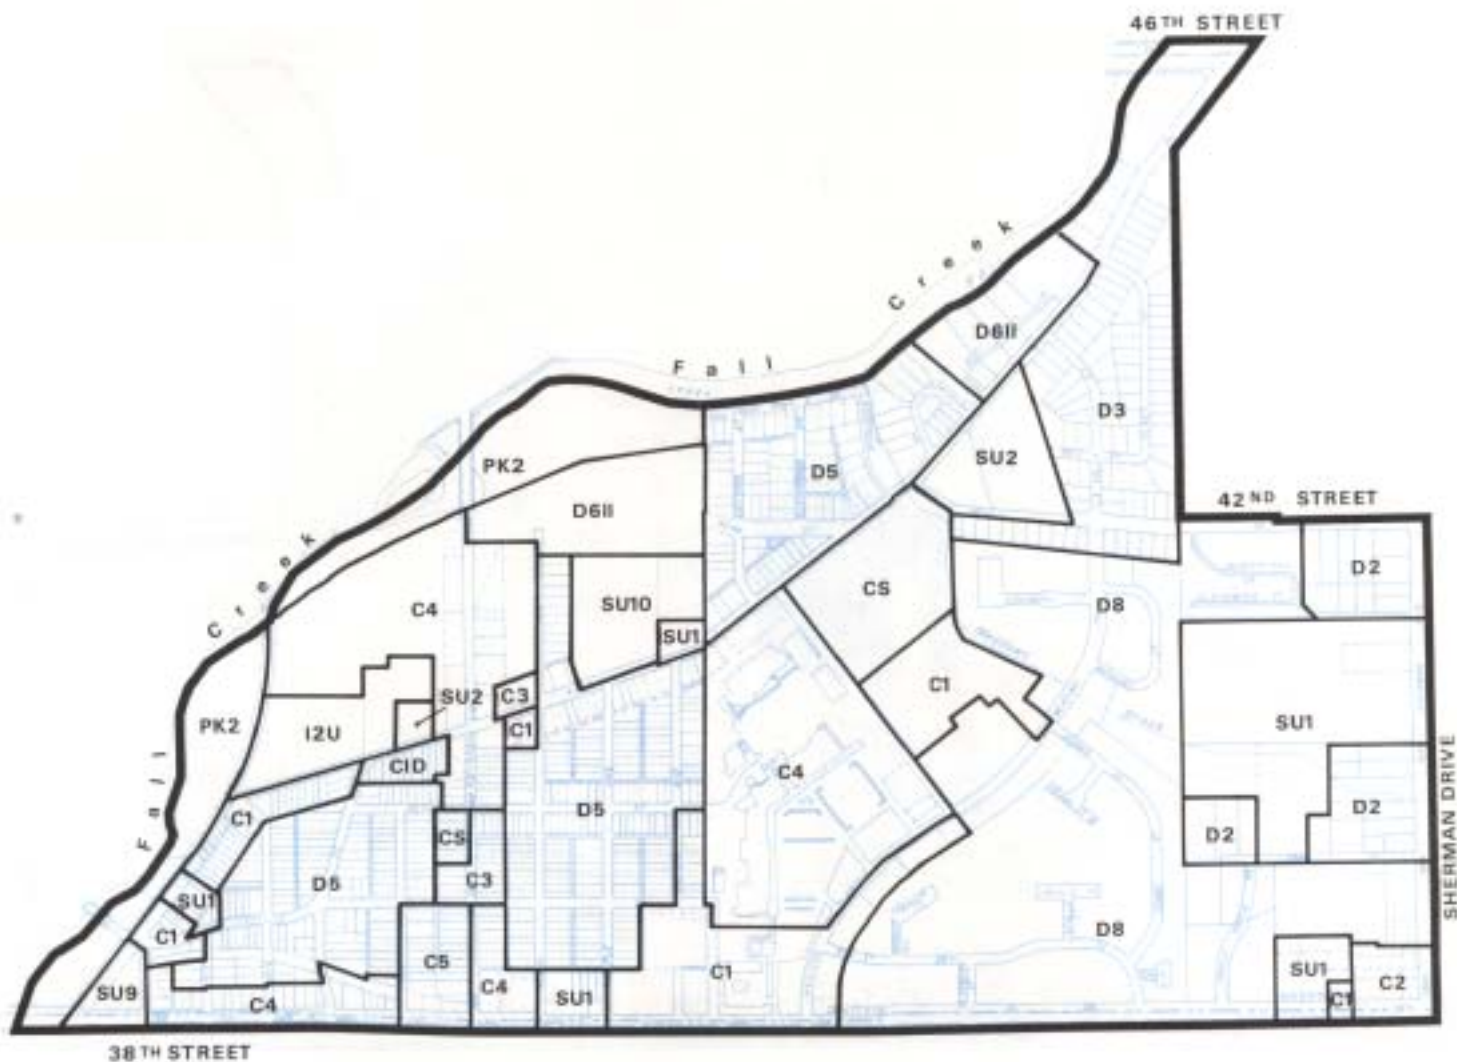 46TH STREET
Fall Creek
D6II
D3
PK2
D5
SU2
42ND STREET
D6II
D2
CS
C4
SU10
D8
SU1
SU2
C3
C1
PK2
I2U
C1
SU1
CID
C4
D5
C1
CS
D2
D2
SHERMAN DRIVE
Fall Creek
D5
C3
SU1
C1
D8
C5
C4
C1
SU1
C2
SU9
C4
SU1
C1
38TH STREET